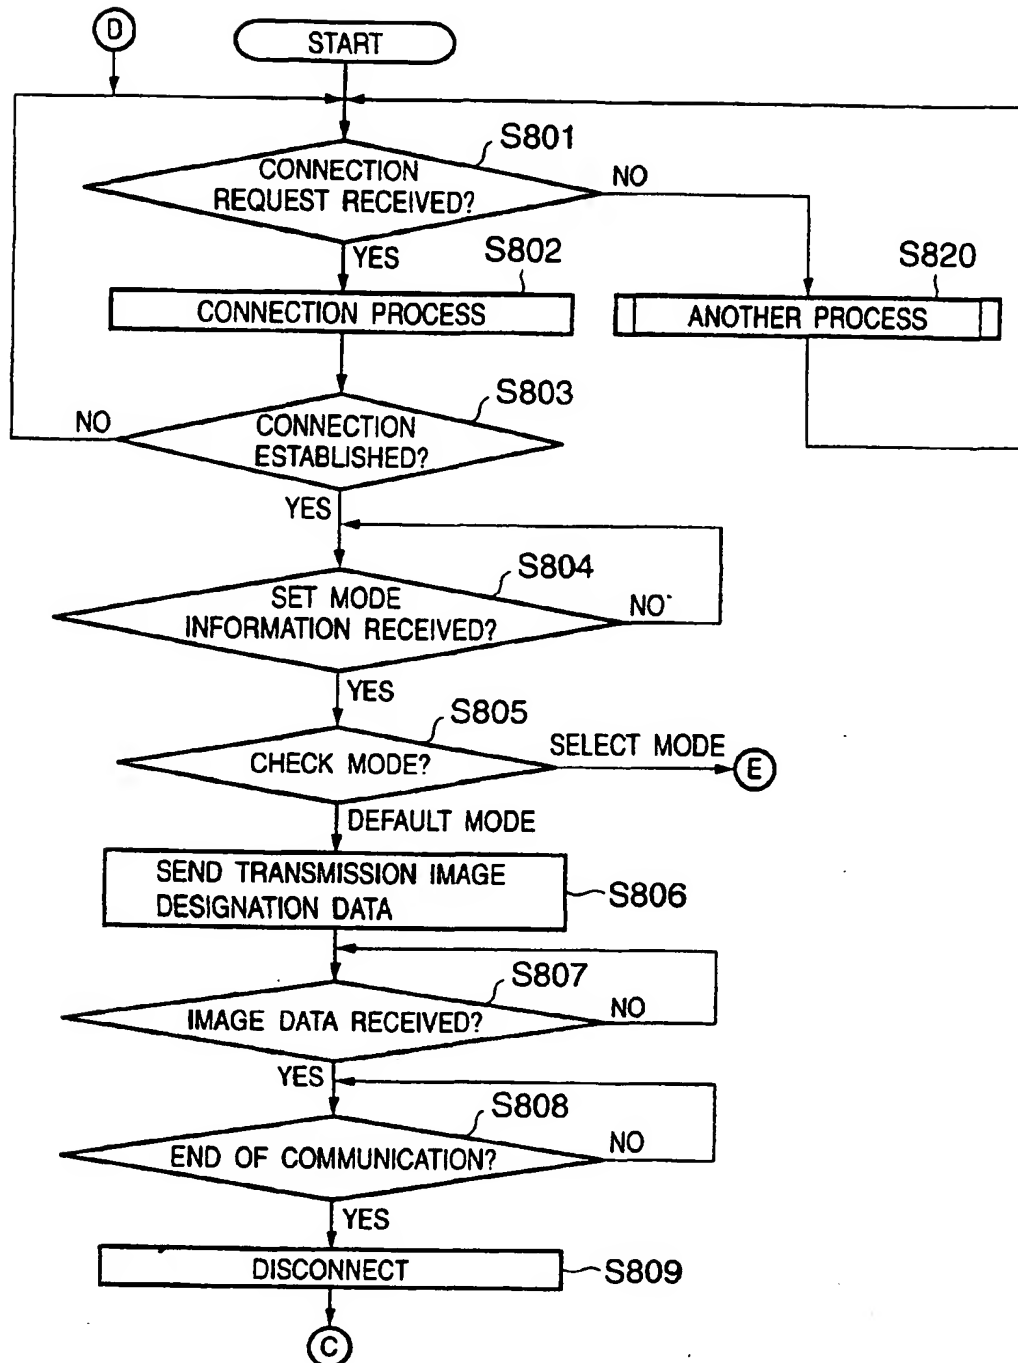 D
START
S801
CONNECTION
REQUEST RECEIVED?
NO
YES
S802
CONNECTION PROCESS
S820
ANOTHER PROCESS
S803
NO
CONNECTION
ESTABLISHED?
YES
S804
SET MODE
INFORMATION RECEIVED?
NO
YES
S805
CHECK MODE?
SELECT MODE
E
DEFAULT MODE
SEND TRANSMISSION IMAGE
DESIGNATION DATA
S806
S807
IMAGE DATA RECEIVED?
NO
YES
S808
END OF COMMUNICATION?
NO
YES
DISCONNECT
S809
C